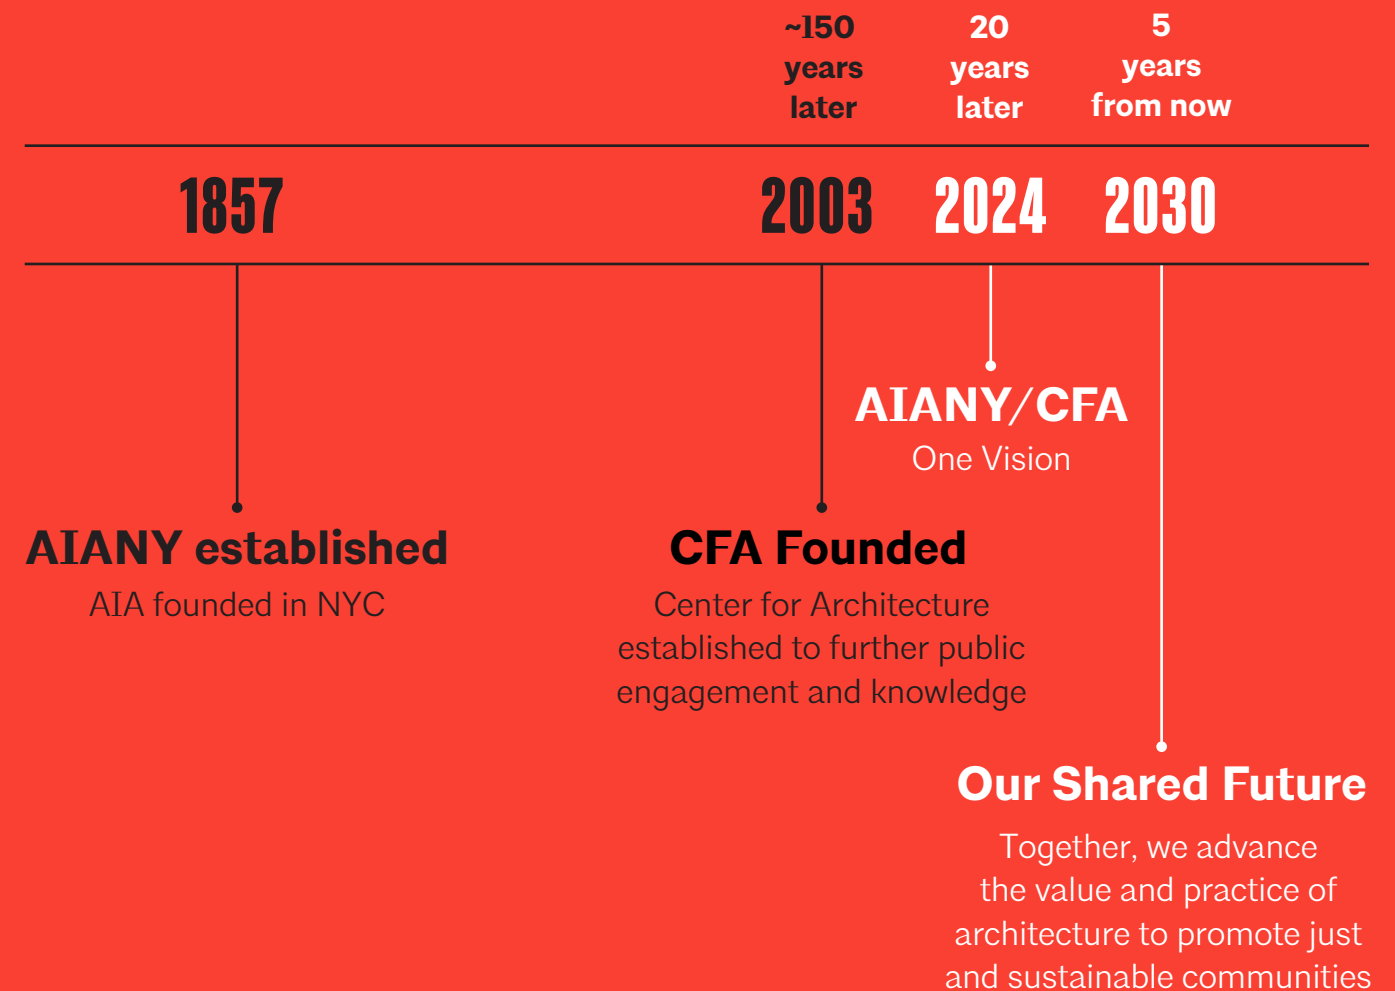 ~150
years
later
20
years
later
5
years
from now
1857
2003
2024
2030
AIANY/CFA
One Vision
AIANY established
AIA founded in NYC
CFA Founded
Center for Architecture
established to further public
engagement and knowledge
Our Shared Future
Together, we advance
the value and practice of
architecture to promote just
and sustainable communities